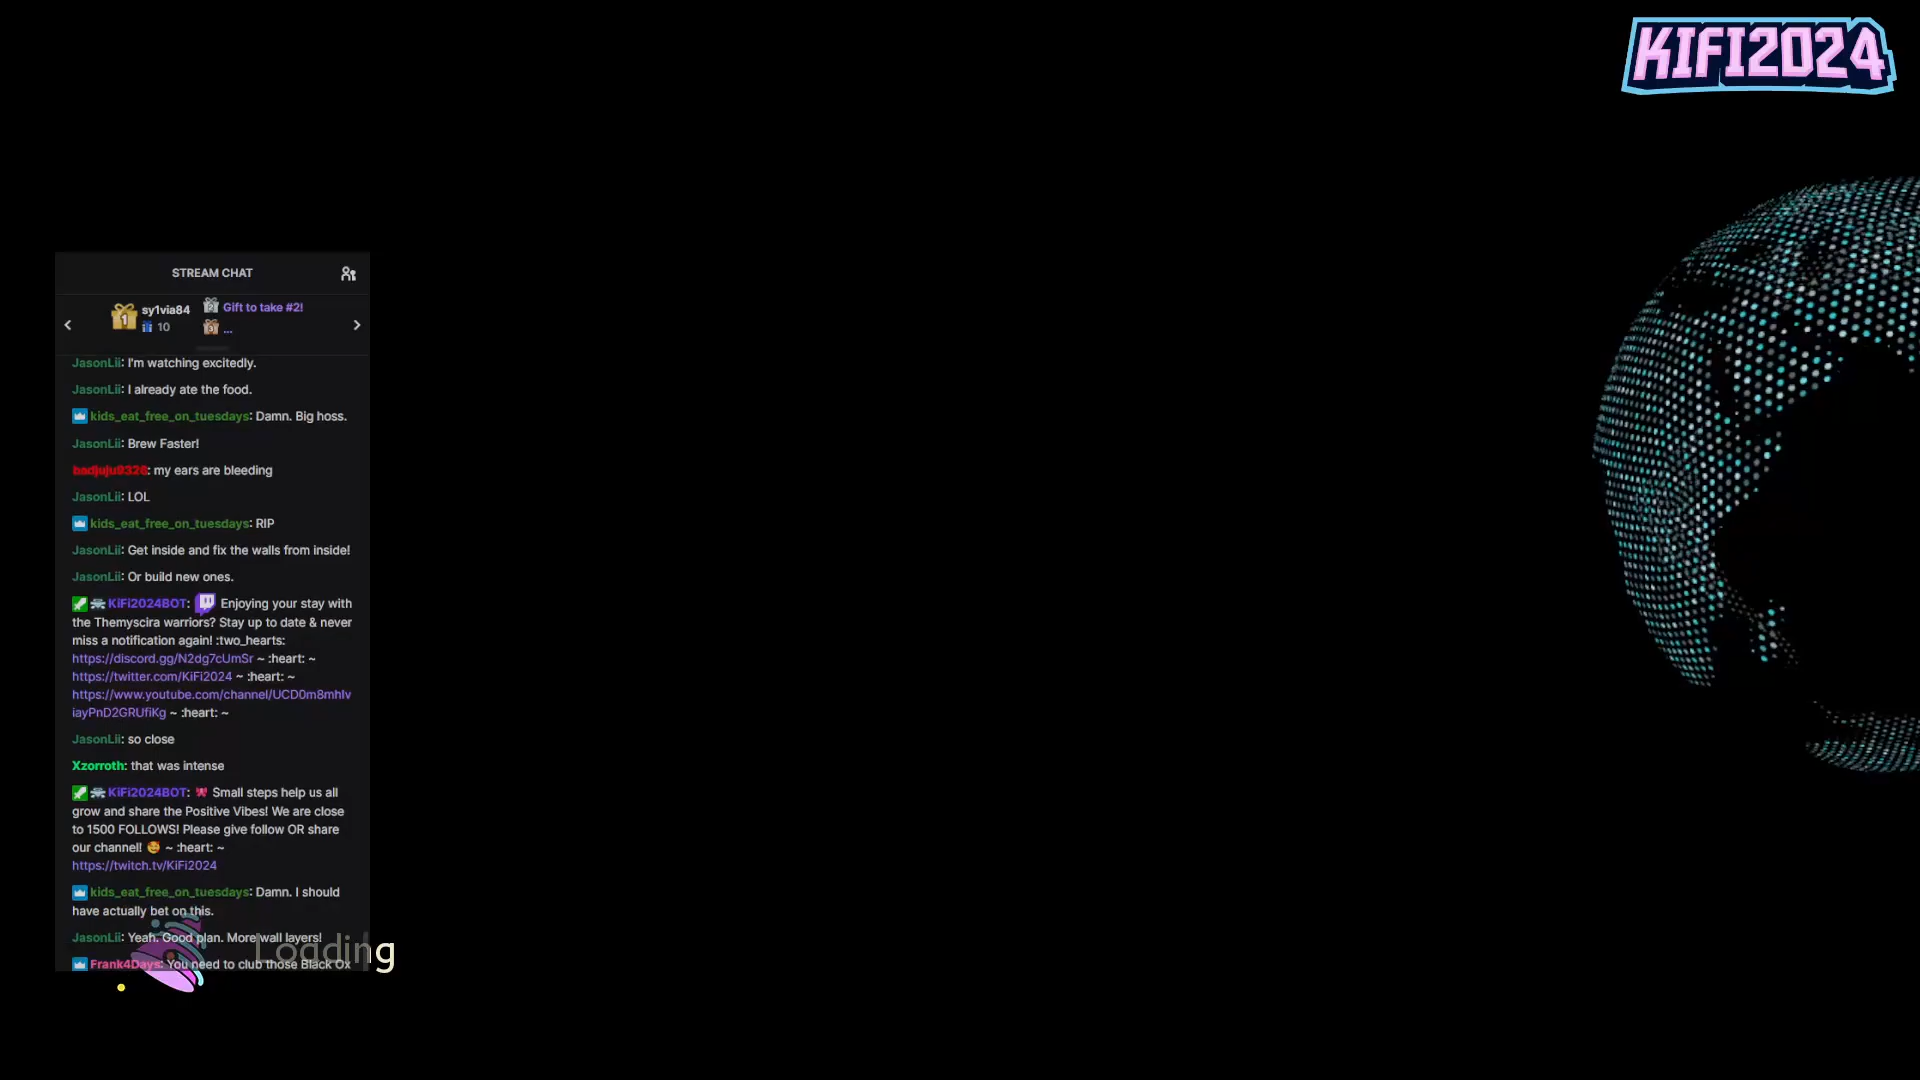 KIFI2024
STREAM CHAT
1
sy1via84
10
Gift to take #2!
...
JasonLii: I'm watching excitedly.
JasonLii: I already ate the food.
kids_eat_free_on_tuesdays: Damn. Big hoss.
JasonLii: Brew Faster!
badjuju9326: my ears are bleeding
JasonLii: LOL
kids_eat_free_on_tuesdays: RIP
JasonLii: Get inside and fix the walls from inside!
JasonLii: Or build new ones.
KiFi2024BOT: Enjoying your stay with
the Themyscira warriors? Stay up to date & never
miss a notification again! :two_hearts:
https://discord.gg/N2dg7cUmSr ~ :heart: ~
https://twitter.com/KiFi2024 ~ :heart: ~
https://www.youtube.com/channel/UCD0m8mhIv
iayPnD2GRUfiKg ~ :heart: ~
JasonLii: so close
Xzorroth: that was intense
KiFi2024BOT: Small steps help us all
grow and share the Positive Vibes! We are close
to 1500 FOLLOWS! Please give follow OR share
our channel! ~ :heart: ~
https://twitch.tv/KiFi2024
kids_eat_free_on_tuesdays: Damn. I should
have actually bet on this.
JasonLii: Yeah. Good plan. More wall layers!
Loading
Frank4Days: You need to club those Black Ox